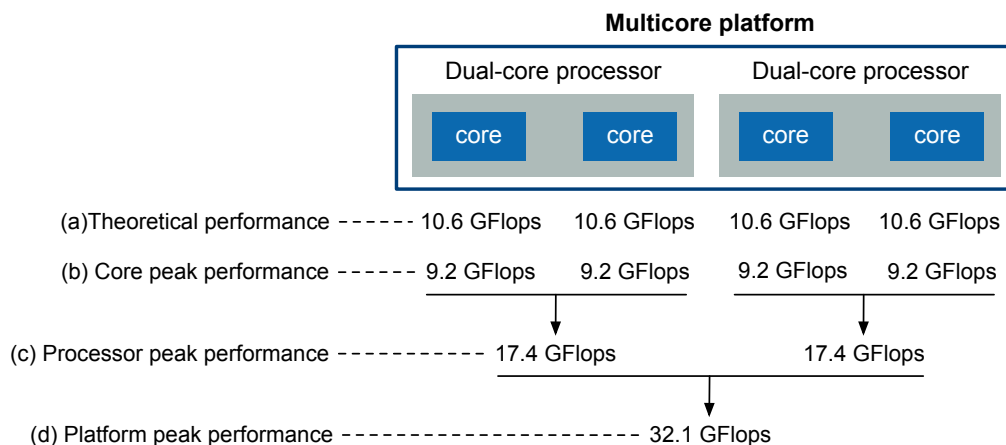 Multicore platform
Dual-core processor Dual-core processor
core core core core
(a)Theoretical performance 10.6 GFlops 10.6 GFlops 10.6 GFlops 10.6 GFlops
(b) Core peak performance 9.2 GFlops 9.2 GFlops 9.2 GFlops 9.2 GFlops
(c) Processor peak performance 17.4 GFlops 17.4 GFlops
(d) Platform peak performance 32.1 GFlops